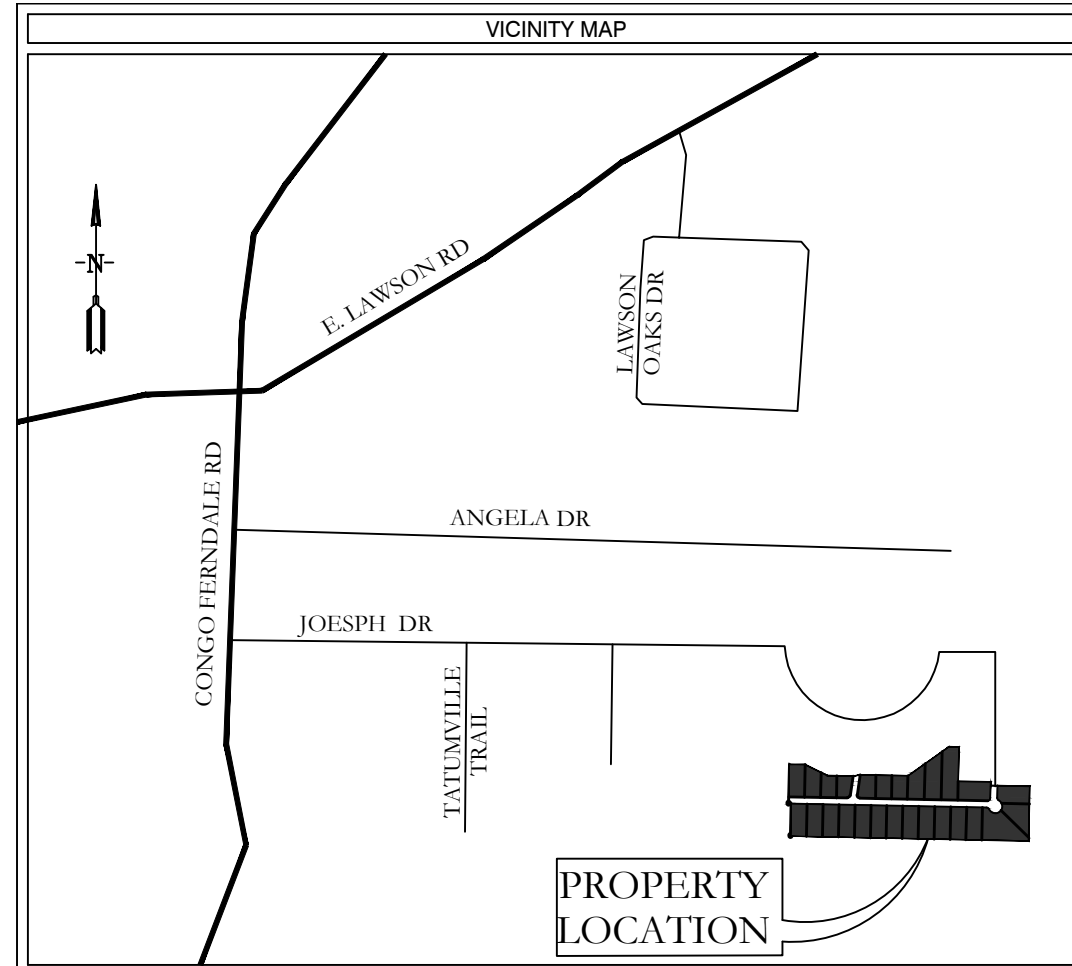 VICINITY MAP
-N-
E. LAWSON RD
LAWSON
OAKS DR
CONGO FERNDALE RD
ANGELA DR
JOESPH DR
TATUMVILLE
TRAIL
PROPERTY
LOCATION